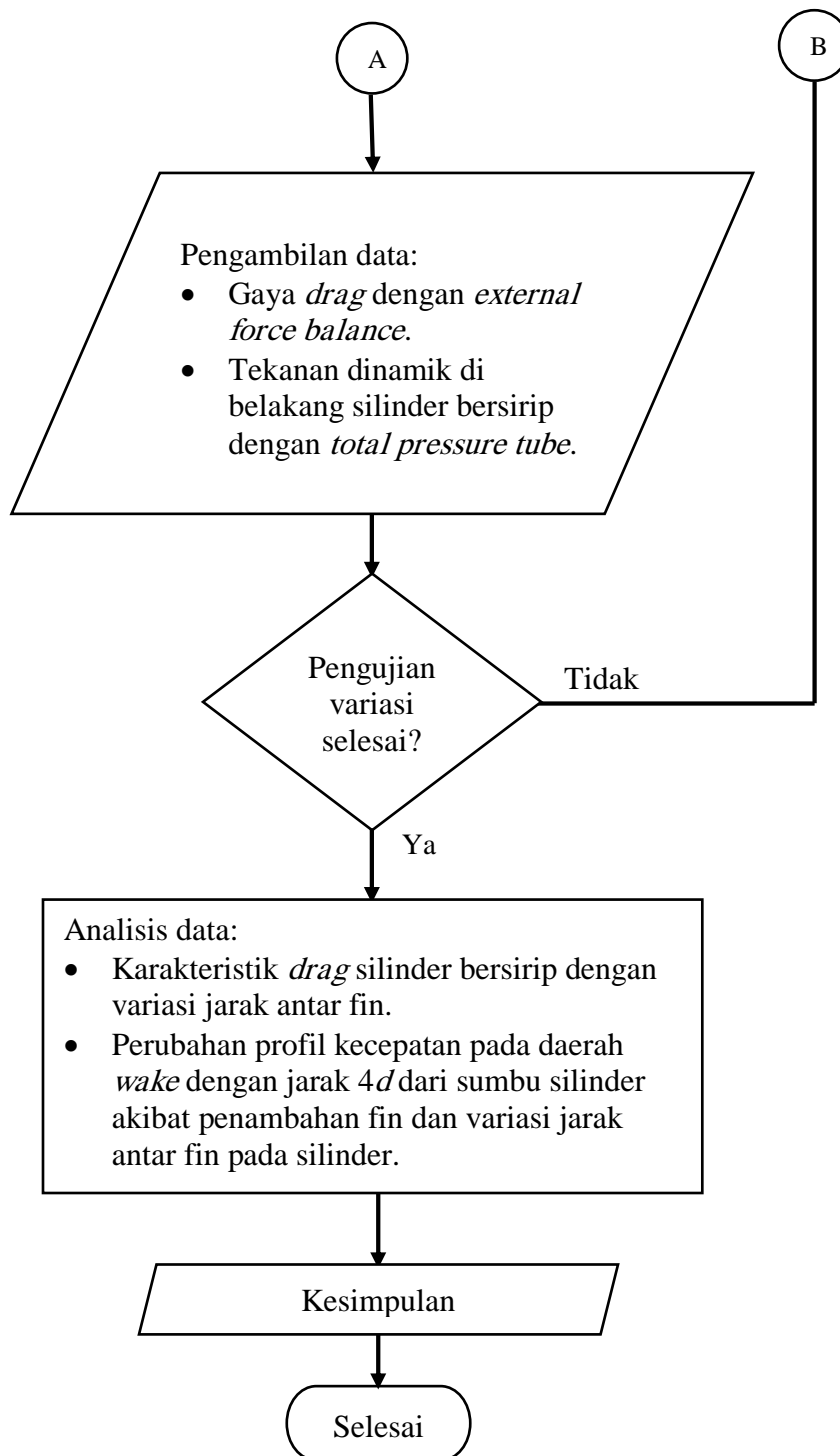 A
B
Pengambilan data:
• Gaya drag dengan external
force balance.
• Tekanan dinamik di
belakang silinder bersirip
dengan total pressure tube.
Pengujian
variasi
selesai?
Tidak
Ya
Analisis data:
• Karakteristik drag silinder bersirip dengan
variasi jarak antar fin.
• Perubahan profil kecepatan pada daerah
wake dengan jarak 4d dari sumbu silinder
akibat penambahan fin dan variasi jarak
antar fin pada silinder.
Kesimpulan
Selesai